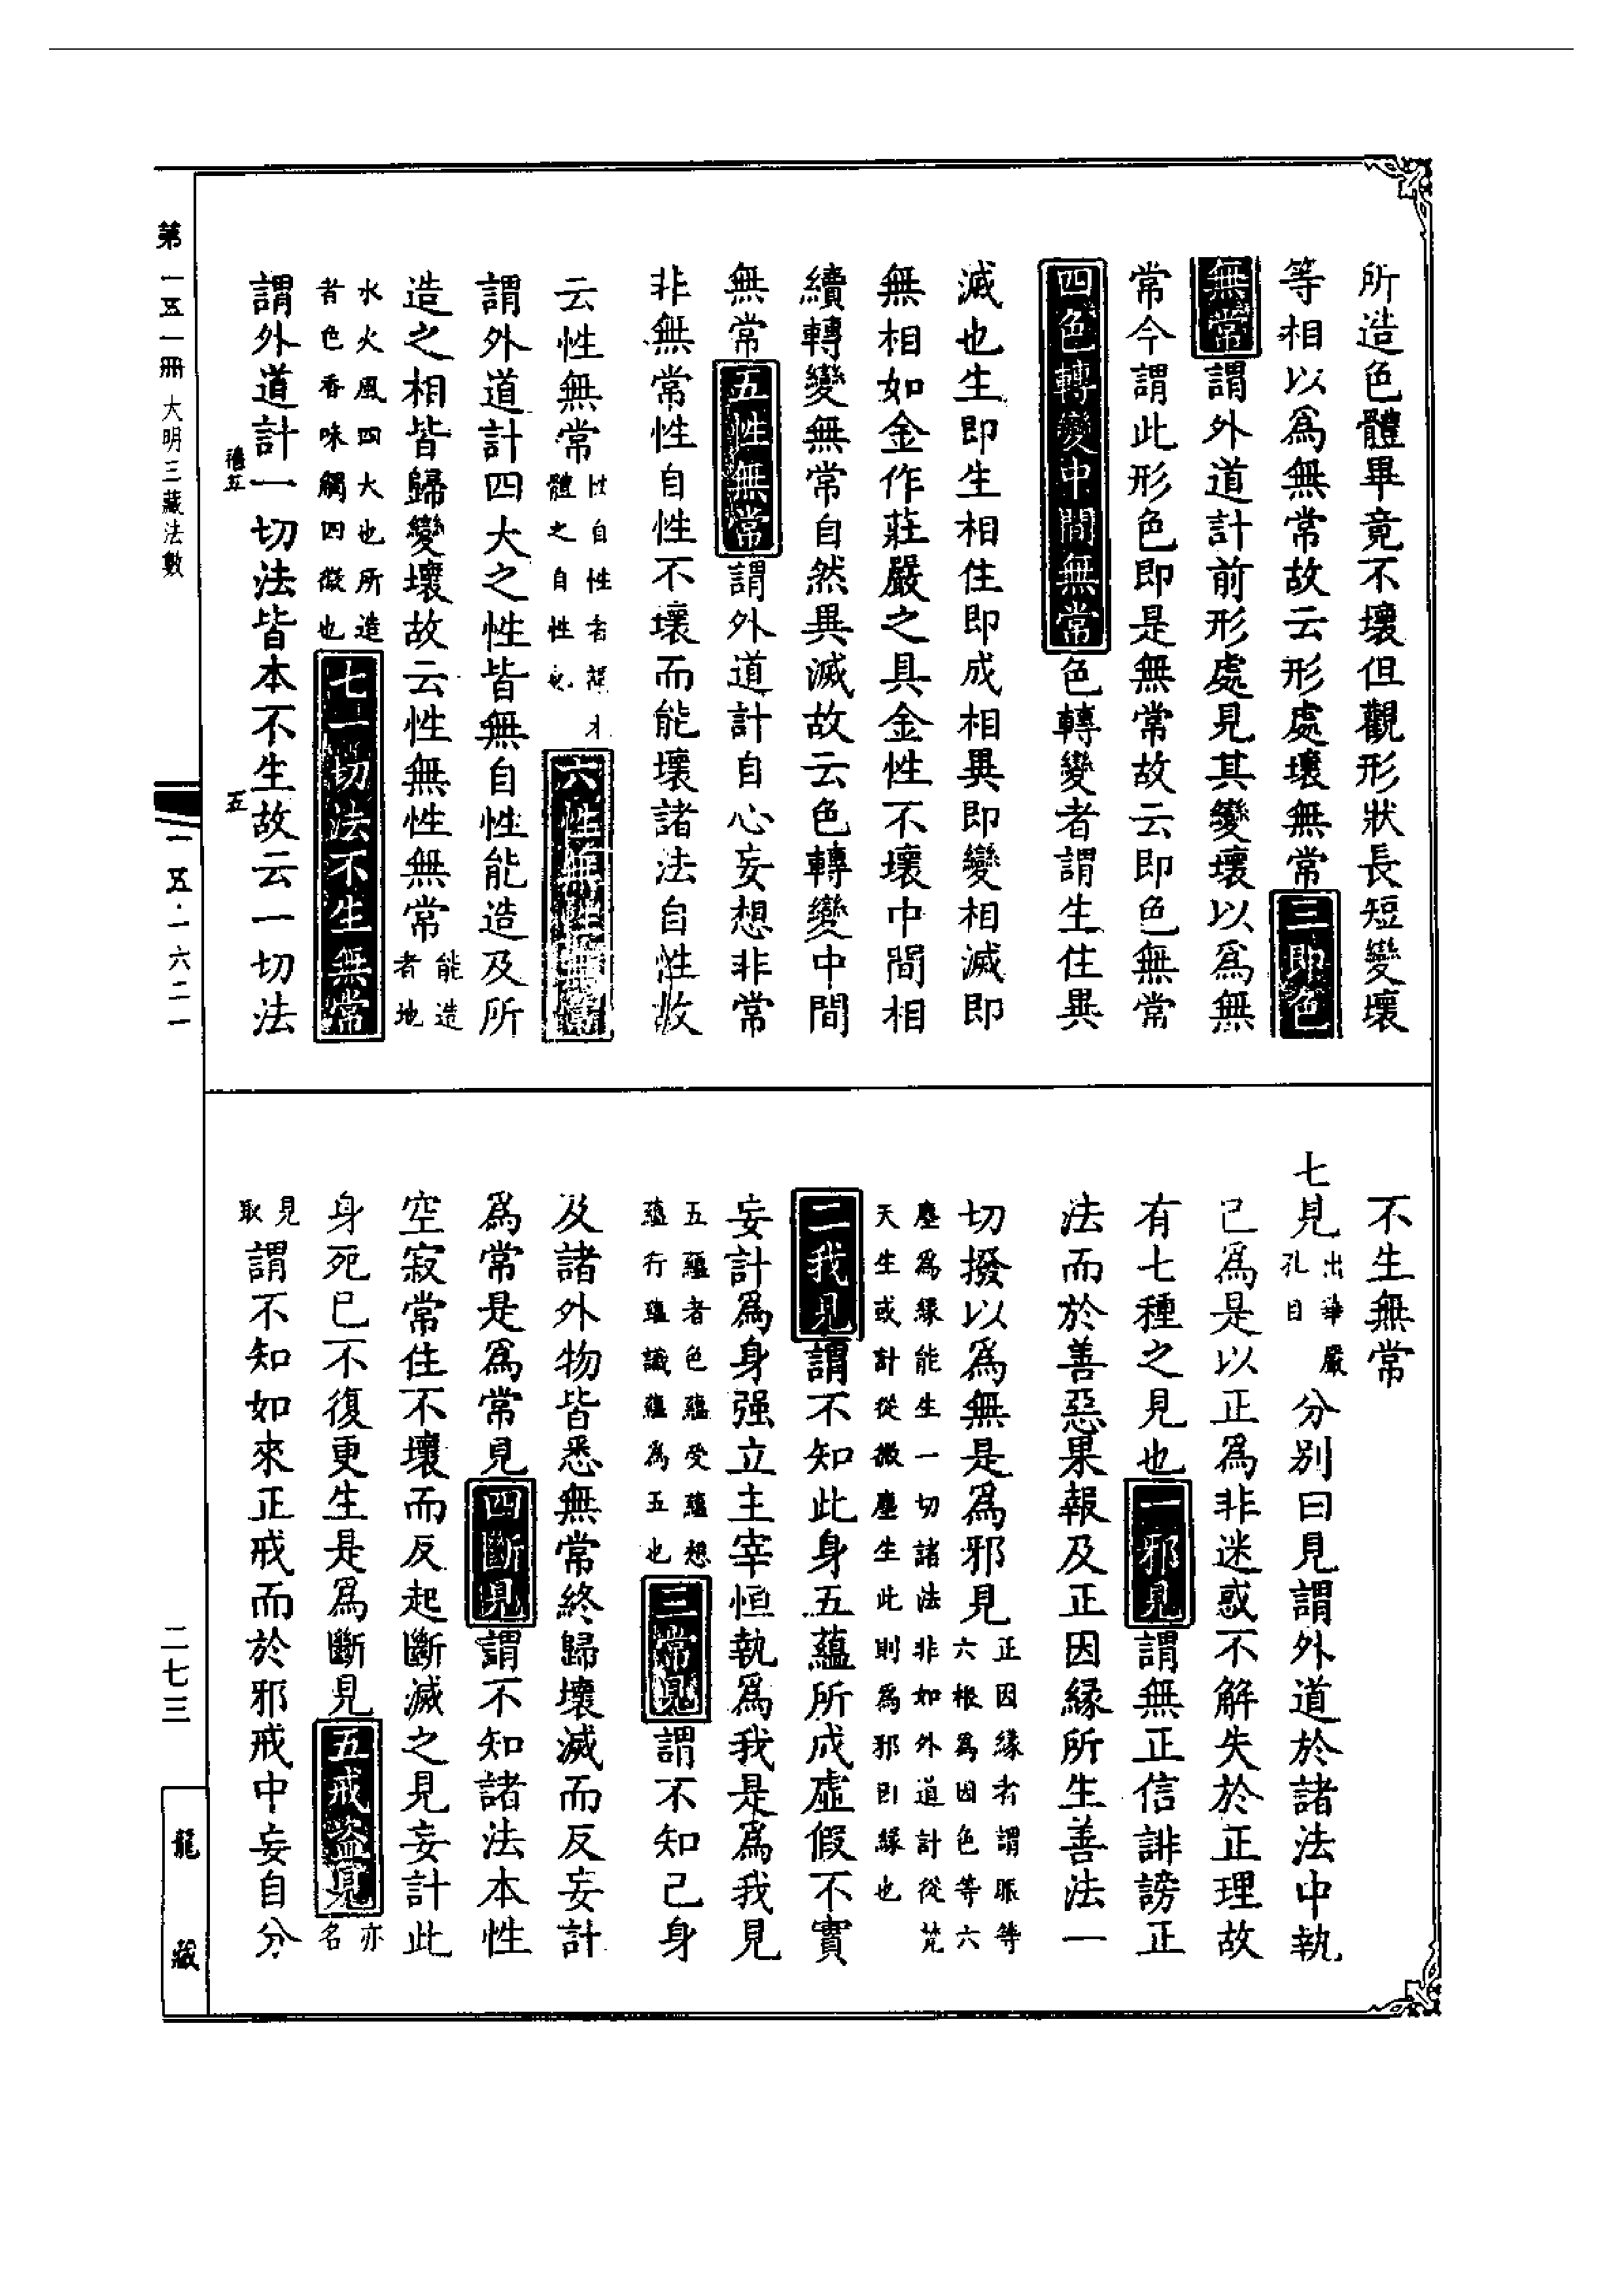 所造色體畢竟不壞但觀形狀長短變壞
等相以爲無常故云形處壞無常三即色
無常謂外道計前形處見其變壞以爲無
常今謂此形色即是無常故云即色無常
四色轉變中間無常色轉變者謂生住異
滅也生即生相住即成相異即變相滅即
無相如金作莊嚴之具金性不壞中間相
續轉變無常自然異滅故云色轉變中間
無常五性無常謂外道計自心妄想非常
非無常性自性不壞而能壞諸法自性故
云性無常性自性者謂本體之自性也六性無性無常
謂外道計四大之性皆無自性能造及所
造之相皆歸變壞故云性無性無常能造者地
水火風四大也所造者色香味觸四微也七一切法不生無常
謂外道計一切法皆本不生故云一切法
不生無常
七見出華嚴孔目分別曰見謂外道於諸法中執
己爲是以正爲非迷惑不解失於正理故
有七種之見也一邪見謂無正信誹謗正
法而於善惡果報及正因緣所生善法一
切撥以爲無是爲邪見正因緣者謂眼等六根爲因色等六
塵爲緣能生一切諸法非如外道計從梵天生或計從微塵生此則爲邪因緣也
二我見謂不知此身五蘊所成虛假不實
妄計爲身强立主宰恒執爲我是爲我見
五蘊者色蘊受蘊想蘊行蘊識蘊爲五也三常見謂不知己身
及諸外物皆悉無常終歸壞滅而反妄計
爲常是爲常見四斷見謂不知諸法本性
空寂常住不壞而反起斷滅之見妄計此
身死已不復更生是爲斷見五戒盜見亦名
見取謂不知如來正戒而於邪戒中妄自分
第一五一冊 大明三藏法數
五
一五·一六二一
二七三
龍藏